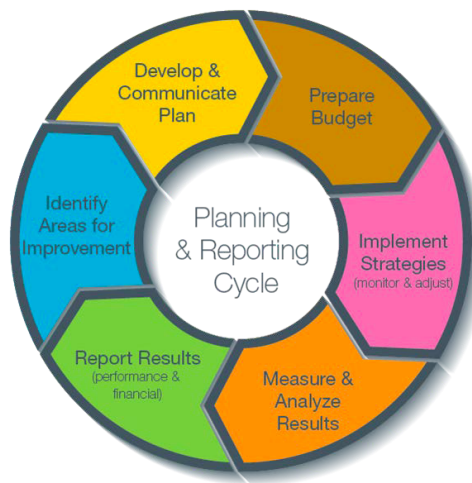 Develop &
Communicate
Plan
Prepare
Budget
Implement
Strategies
(monitor & adjust)
Measure &
Analyze
Results
Report Results
(performance &
financial)
Identify
Areas for
Improvement
Planning
& Reporting
Cycle